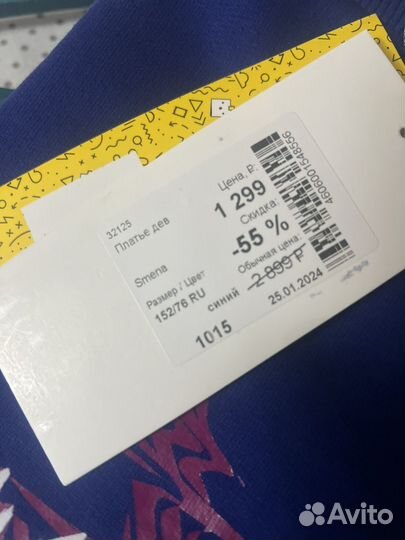 32125
Платье дев
Smena
Размер / Цвет
152/76 RU
синий
1015
Цена, ₽:
1 299
Скидка:
-55 %
Обычная цена:
2 899 ₽
25.01.2024
4606001548556
Avito